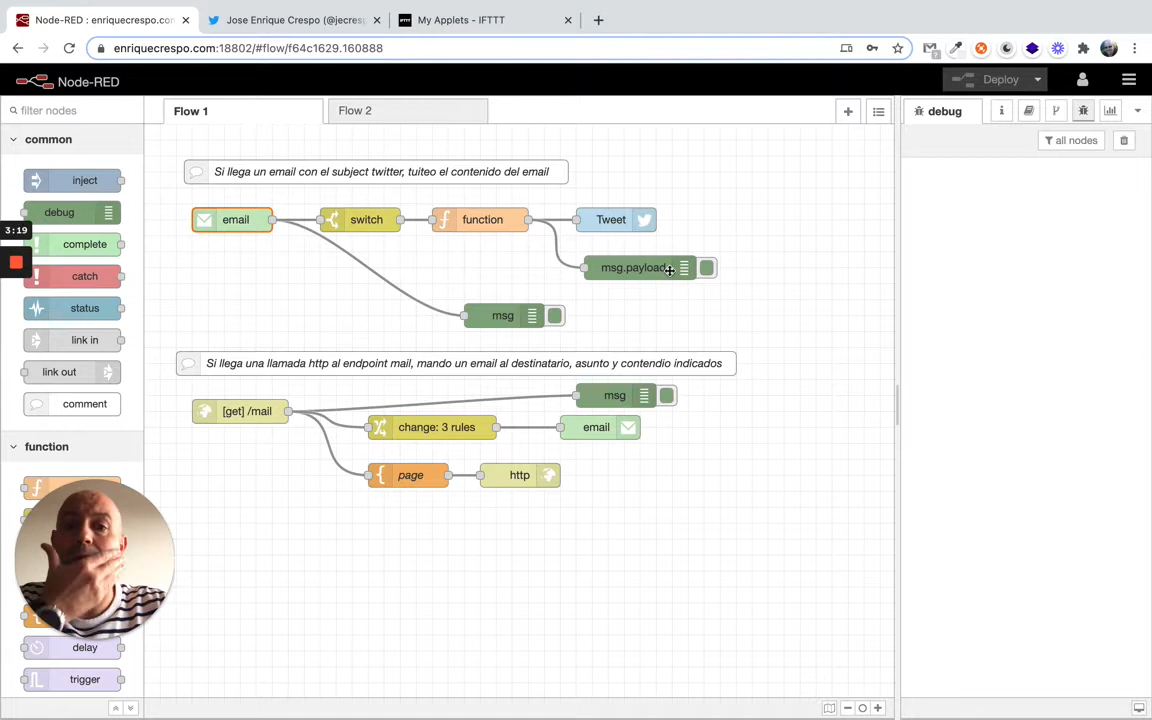 Node-RED : enriquecrespo.com
Jose Enrique Crespo (@jecresp
My Applets - IFTTT
enriquecrespo.com:18802/#flow/f64c1629.160888
Node-RED
Deploy
filter nodes
Flow 1
Flow 2
debug
all nodes
common
inject
debug
complete
catch
status
link in
link out
comment
function
delay
trigger
3:19
Si llega un email con el subject twitter, tuiteo el contenido del email
email
switch
function
Tweet
msg.payload
msg
Si llega una llamada http al endpoint mail, mando un email al destinatario, asunto y contendio indicados
msg
[get] /mail
change: 3 rules
email
page
http